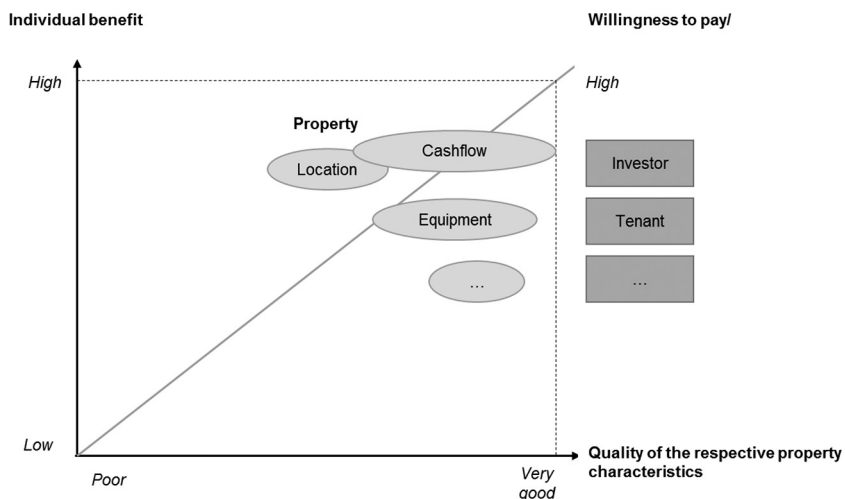 Individual benefit
Willingness to pay/
High
High
Property
Cashflow
Location
Investor
Equipment
Tenant
...
...
Low
Quality of the respective property
characteristics
Poor
Very
good